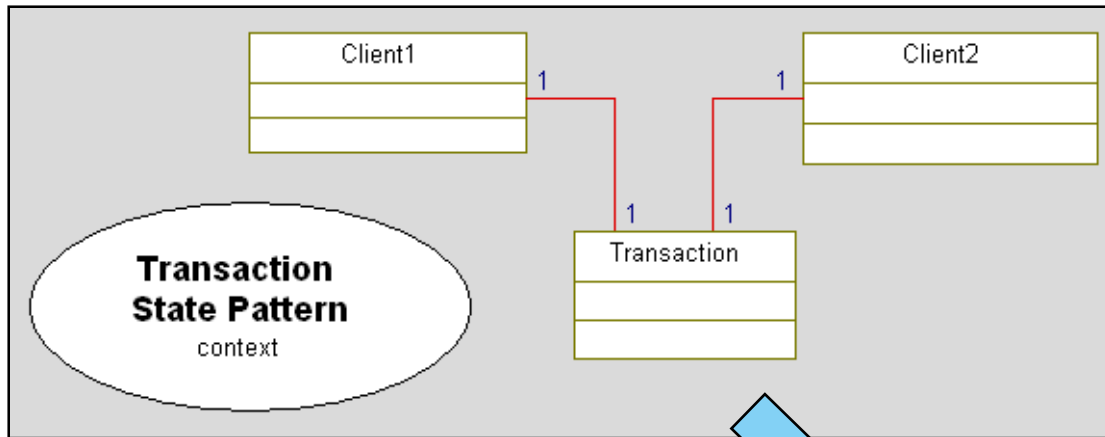 Client1
Client2
1
1
1
1
Transaction
Transaction
State Pattern
context